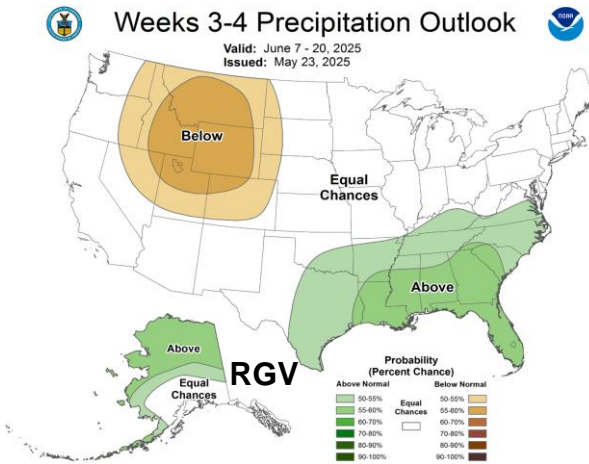 Weeks 3-4 Precipitation Outlook
Valid: June 7 - 20, 2025
Issued: May 23, 2025
NOAA
Below
Equal
Chances
Above
Above
Equal
Chances
RGV
Probability
(Percent Chance)
Above Normal
Below Normal
Equal
Chances
50-55%
55-60%
60-70%
70-80%
80-90%
90-100%
50-55%
55-60%
60-70%
70-80%
80-90%
90-100%